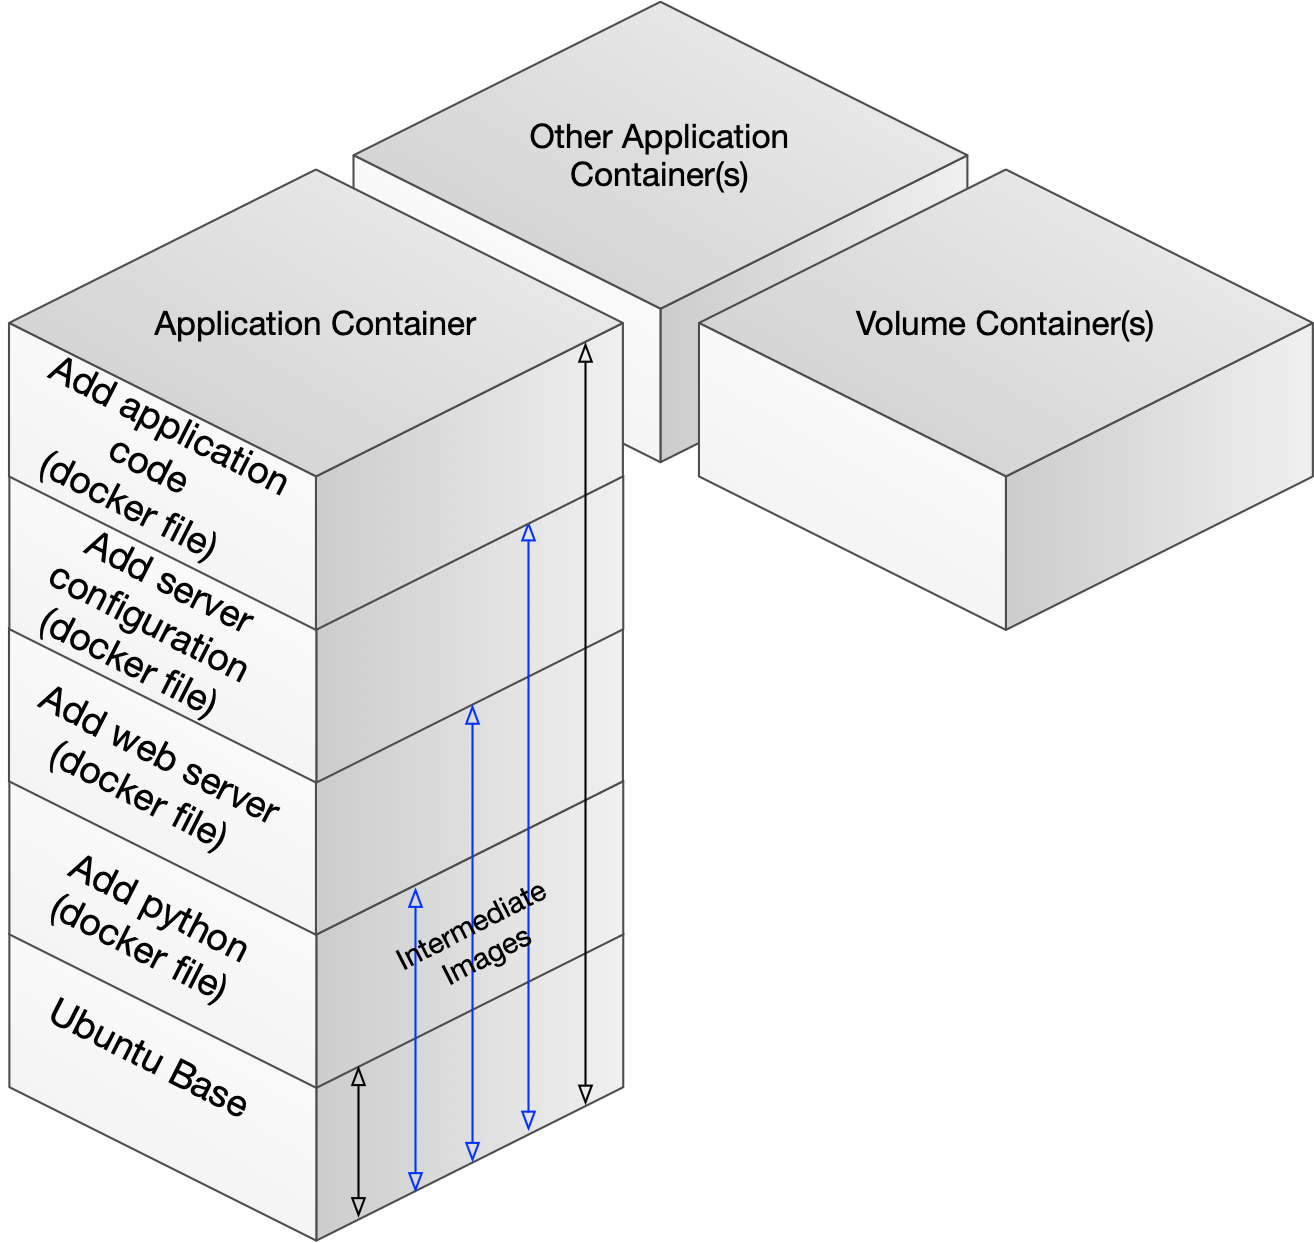 Other Application
Container(s)
Application Container
Volume Container(s)
Add application
code
(docker file)
Add server
configuration
(docker file)
Add web server
(docker file)
Add python
(docker file)
Intermediate
Images
Ubuntu Base